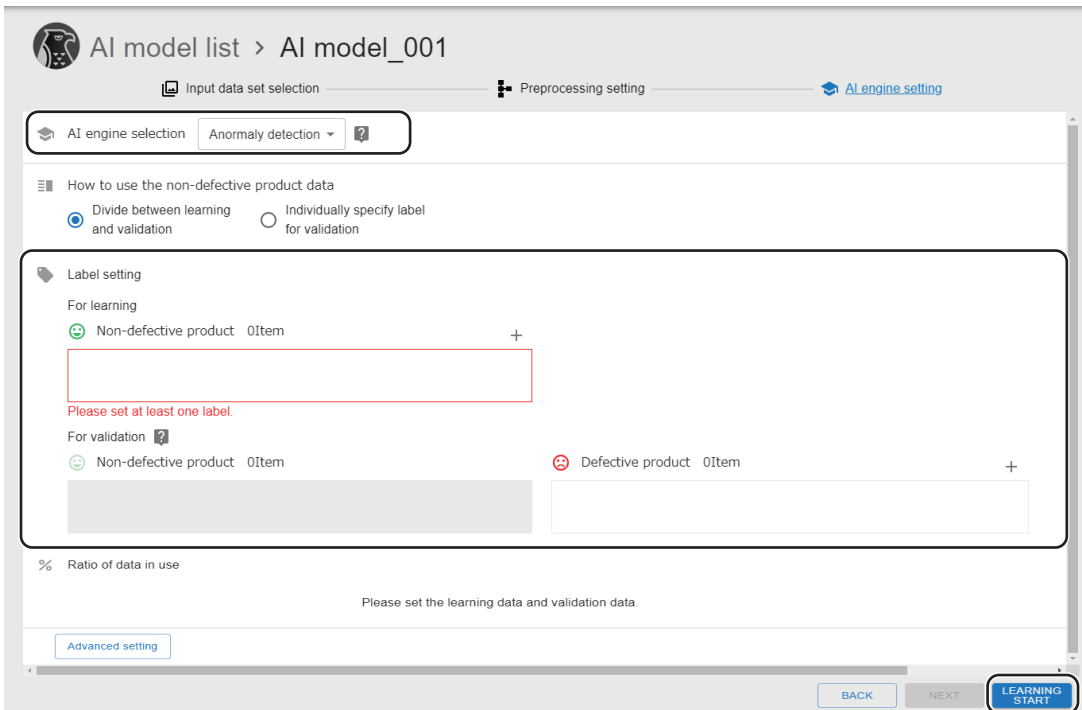 AI model list > AI model_001
Input data set selection
Preprocessing setting
AI engine setting
AI engine selection Anormaly detection ?
How to use the non-defective product data
Divide between learning
and validation
Individually specify label
for validation
Label setting
For learning
Non-defective product 0Item +
Please set at least one label.
For validation ?
Non-defective product 0Item
Defective product 0Item +
% Ratio of data in use
Please set the learning data and validation data.
Advanced setting
BACK
NEXT
LEARNING
START